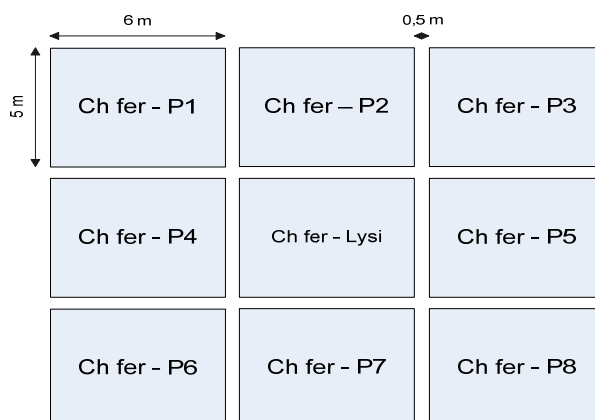 6 m
0,5 m
5 m
Ch fer - P1
Ch fer – P2
Ch fer - P3
Ch fer - P4
Ch fer - Lysi
Ch fer - P5
Ch fer - P6
Ch fer - P7
Ch fer - P8